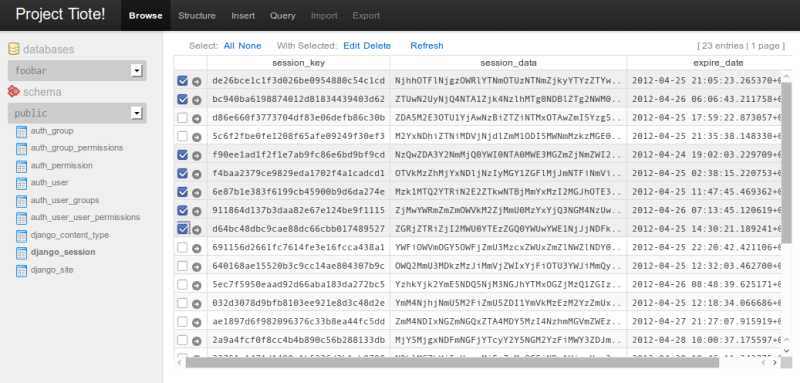 Project Tiote! Browse Structure Insert Query Import Export
databases
foobar
schema
public
auth_group
auth_group_permissions
auth_permission
auth_user
auth_user_groups
auth_user_user_permissions
django_content_type
django_session
django_site
Select: All None With Selected: Edit Delete Refresh [ 23 entries | 1 page ]
session_key session_data expire_date
de26bce1c1f3d026be0954880c54c1cd NjhhOTFlNjgzOWRlYTNmOTUzNTNmZjkyYTYzZTYw.. 2012-04-25 21:05:23.265370+0
bc940ba6198874012d81834439403d62 ZTUwN2UyNjQ4NTA1Zjk4NzlhMTg0NDBlZTg2NWM0.. 2012-04-26 06:06:43.211758+0
d86e660f3773704df83e06defb86c30b ZDA5M2E3OTU1YjAwNzBiZTZiNTMxOTAwZmI5Yzg5.. 2012-04-25 17:59:22.873057+0
5c6f2fbe0fe1208f65afe09249f30ef3 M2YxNDhiZTNiMDVjNjdlZmM1ODI5MWNmMzkzMGE0.. 2012-04-25 21:35:38.148330+0
f90ee1ad1f2f1e7ab9fc86e6bd9bf9cd NzQwZDA3Y2NmMjQ0YWI0NTA0MWE3MGZmZjNmZWI2.. 2012-04-24 19:02:03.229709+0
f4baa2379ce9829eda1702f4a1cadcd1 OTVkMzZhMjYxNDljNzIyMGY1ZGFlMjJmNTFiNmVi.. 2012-04-25 02:38:15.220753+0
6e87b1e383f6199cb45900b9d6da274e Mzk1MTQ2YTRiN2E2ZTkwNTBjMmYxMzI2MGJhOTE3.. 2012-04-25 11:47:45.469362+0
911864d137b3daa82e67e124be9f1115 ZjMwYWRmZmZmOWVkM2ZjMmU0MzYxYjQ3NGM4NzUw.. 2012-04-26 07:13:45.120619+0
d64bc48dbc9cae88dc66cbb017489527 ZGRjZTRiZjI2MWU0YTEzZGQ0YWUwYWE1NjJjNDFk.. 2012-04-25 14:30:21.189241+0
691156d2661fc7614fe3e16fcca438a1 YWFiOWVmOGY5OWFjZmU3MzcxZWUxZmZlNWZlNDY0.. 2012-04-25 22:20:42.421106+0
640168ae15520b3c9cc14ae804307b9c OWQ2MmU3MDkzMzJiMmVjZWIxYjFiOTU3YWJiMmQy.. 2012-04-25 12:32:03.462700+0
5ec7f5950eaad92d66aba183da272bc5 YzhkYjk2YmE5NDQ5NjM3NGJhYTMxOGZjMzQ1ZGIz.. 2012-04-26 08:48:39.625171+0
032d3078d9bfb8103ee921e8d3c48d2e YmM4NjhjNmU5M2FiZmU5ZDI1YmVkMzEzM2YzZmUx.. 2012-04-25 12:18:34.066686+0
ae1897d6f982096376c33b8ea44fc5dd ZmM4NDIxNGZmNGQxZTA4MDY5MzI4NzhmMGVmZWEz.. 2012-04-27 21:27:07.915919+0
2a9a4fcf0f8cc4b4b890c56b288133db MjY5MjgxNDFmNGFjYTcyY2Y5NGM2YzFiMWY3ZDJm.. 2012-04-28 10:00:37.175597+0